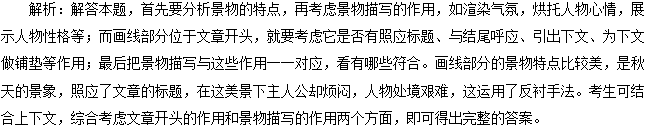 解析：解答本题，首先要分析景物的特点，再考虑景物描写的作用，如渲染气氛，烘托人物心情，展
示人物性格等；而画线部分位于文章开头，就要考虑它是否有照应标题、与结尾呼应、引出下文、为下文
做铺垫等作用；最后把景物描写与这些作用一一对应，看有哪些符合。画线部分的景物特点比较美，是秋
天的景象，照应了文章的标题，在这美景下主人公却烦闷，人物处境艰难，这运用了反衬手法。考生可结
合上下文，综合考虑文章开头的作用和景物描写的作用两个方面，即可得出完整的答案。